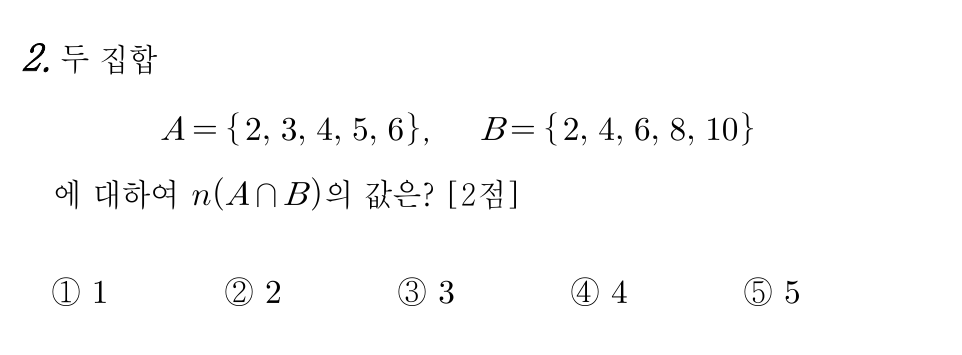 2. 두 집합
A={2, 3, 4, 5, 6}, B={2, 4, 6, 8, 10}
에 대하여 n(A∩B)의 값은? [2점]
① 1 ② 2 ③ 3 ④ 4 ⑤ 5